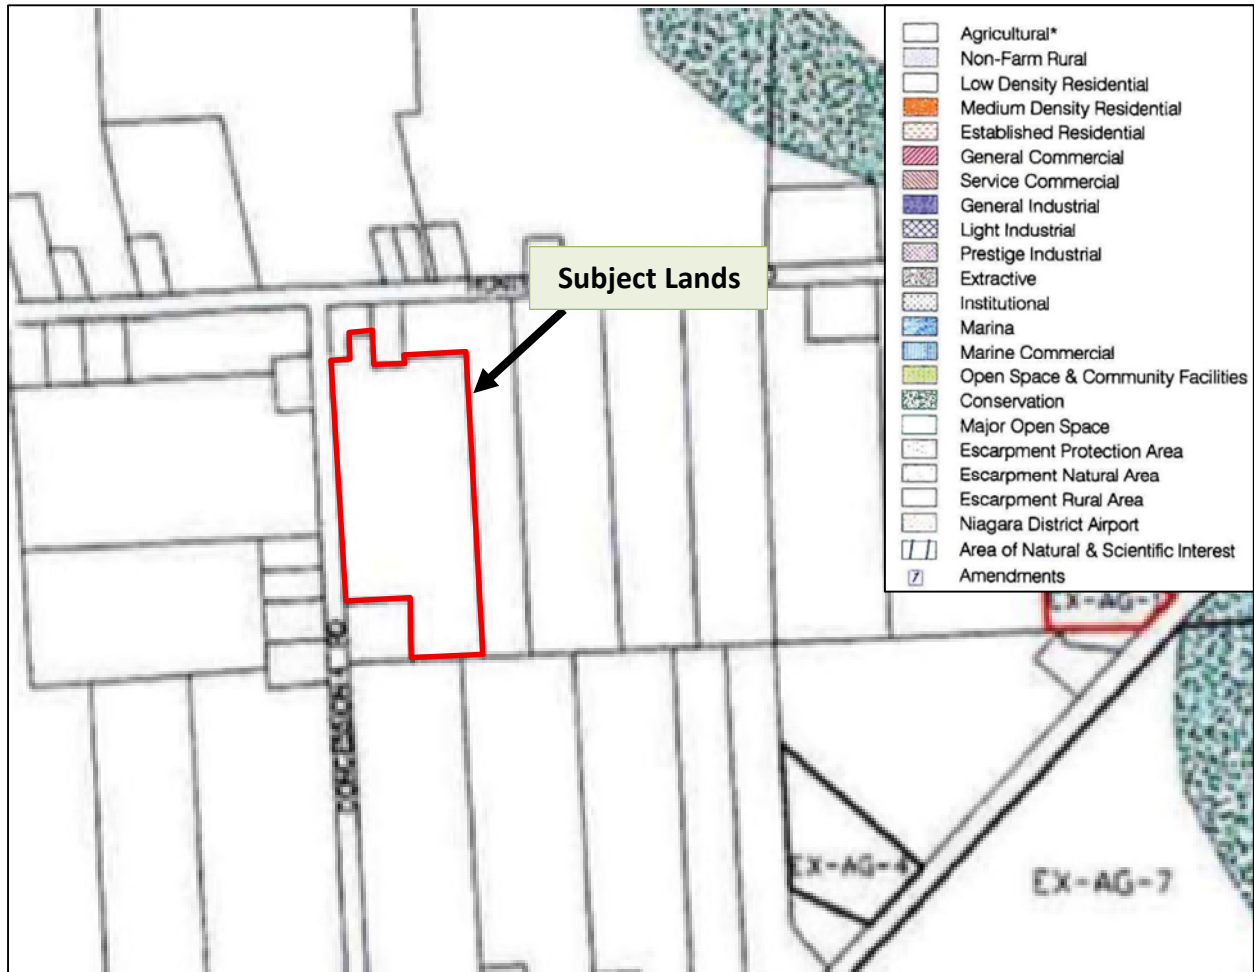 Agricultural*
Non-Farm Rural
Low Density Residential
Medium Density Residential
Established Residential
General Commercial
Service Commercial
General Industrial
Light Industrial
Prestige Industrial
Extractive
Institutional
Marina
Marine Commercial
Open Space & Community Facilities
Conservation
Major Open Space
Escarpment Protection Area
Escarpment Natural Area
Escarpment Rural Area
Niagara District Airport
Area of Natural & Scientific Interest
7 Amendments
Subject Lands
EX-AG-4
EX-AG-7